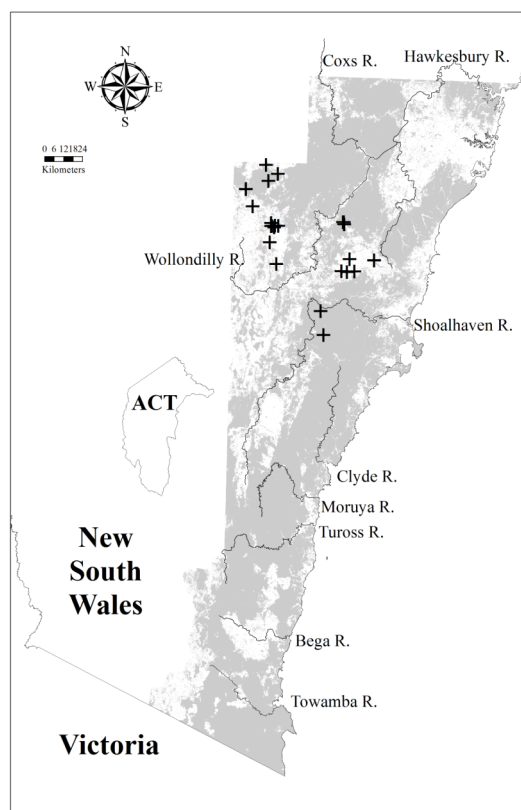 Coxs R.
Hawkesbury R.
N
W E
S
0 6 121824
Kilometers
Wollondilly R.
Shoalhaven R.
ACT
Clyde R.
Moruya R.
Tuross R.
New
South
Wales
Bega R.
Towamba R.
Victoria